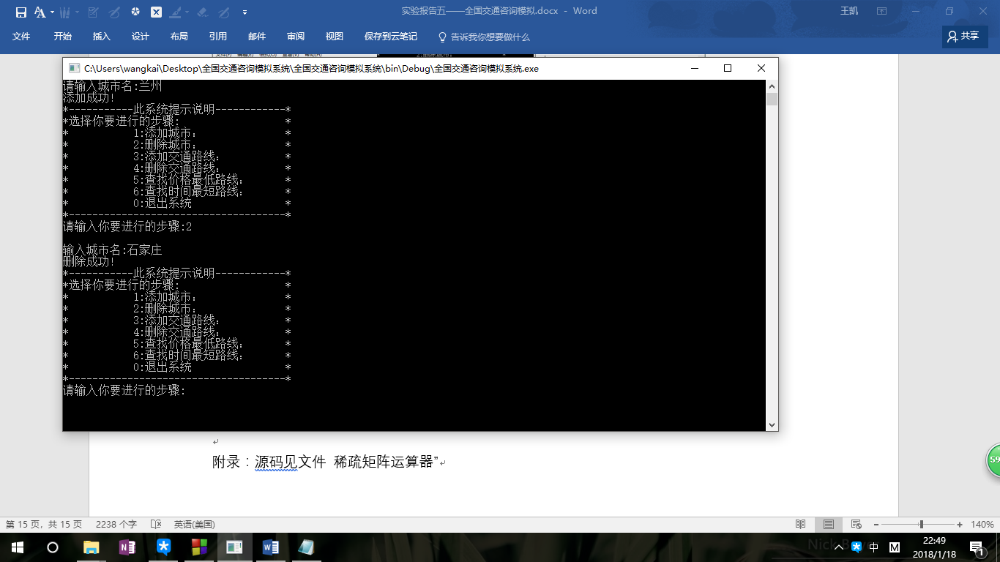 实验报告五——全国交通咨询模拟.docx - Word
王凯
文件 开始 插入 设计 布局 引用 邮件 审阅 视图 保存到云笔记 告诉我你想要做什么
共享
C:\Users\wangkai\Desktop\全国交通咨询模拟系统\全国交通咨询模拟系统\bin\Debug\全国交通咨询模拟系统.exe
请输入城市名:兰州
添加成功!
*-----------此系统提示说明------------*
*选择你要进行的步骤: *
* 1:添加城市: *
* 2:删除城市: *
* 3:添加交通路线: *
* 4:删除交通路线: *
* 5:查找价格最低路线: *
* 6:查找时间最短路线: *
* 0:退出系统 *
*-------------------------------------*
请输入你要进行的步骤:2
输入城市名:石家庄
删除成功!
*-----------此系统提示说明------------*
*选择你要进行的步骤: *
* 1:添加城市: *
* 2:删除城市: *
* 3:添加交通路线: *
* 4:删除交通路线: *
* 5:查找价格最低路线: *
* 6:查找时间最短路线: *
* 0:退出系统 *
*-------------------------------------*
请输入你要进行的步骤:
附录：源码见文件 稀疏矩阵运算器”
59
第 15 页，共 15 页 2238 个字 英语(美国)
140%
中 M
22:49
2018/1/18
1